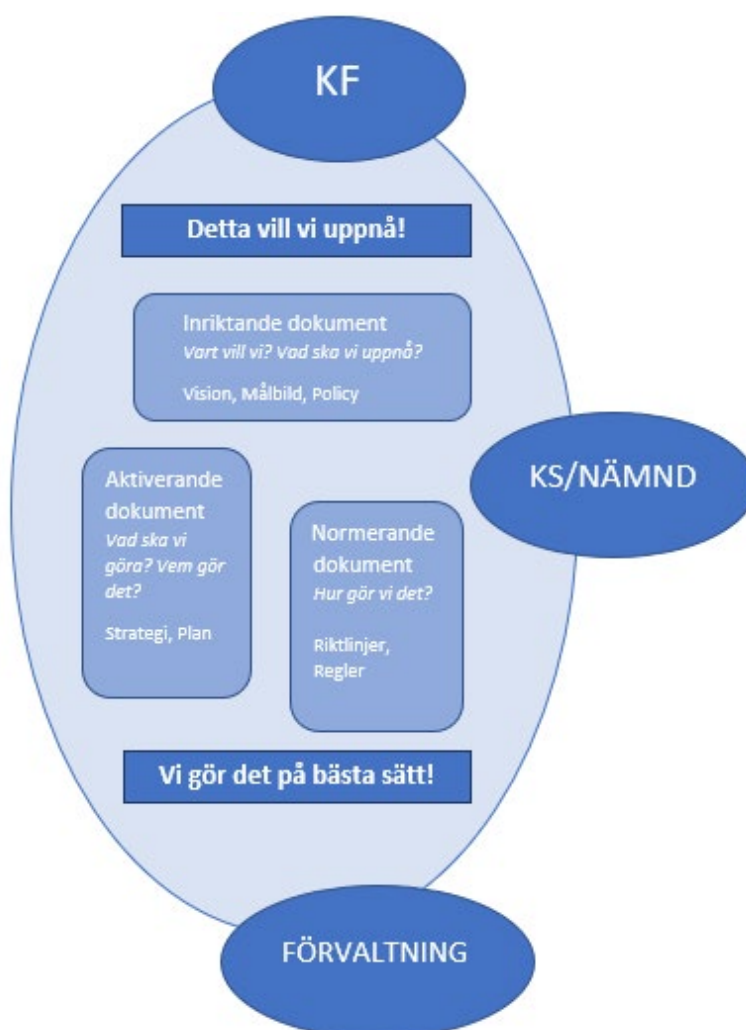 KF
Detta vill vi uppnå!
Inriktande dokument
Vart vill vi? Vad ska vi uppnå?
Vision, Målbild, Policy
KS/NÄMND
Aktiverande
dokument
Vad ska vi
göra? Vem gör
det?
Strategi, Plan
Normerande
dokument
Hur gör vi det?
Riktlinjer,
Regler
Vi gör det på bästa sätt!
FÖRVALTNING